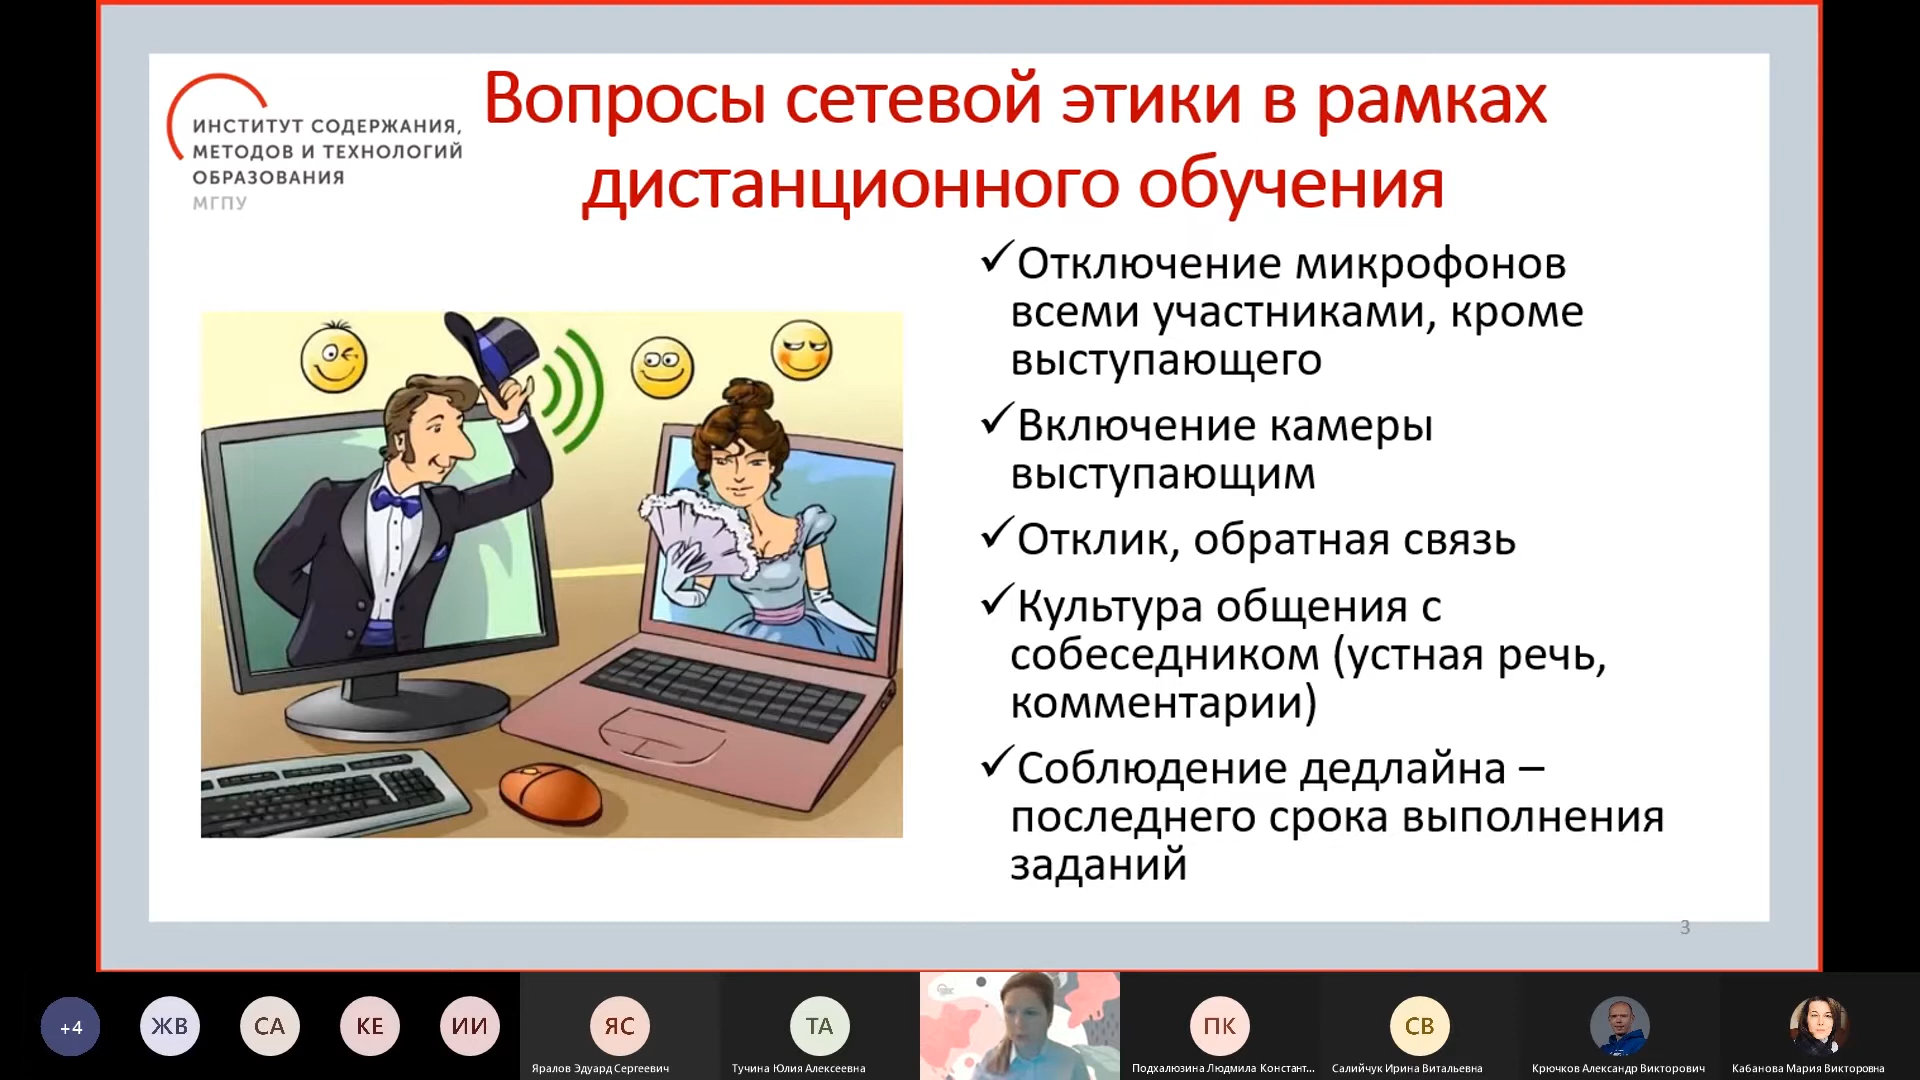 Вопросы сетевой этики в рамках
дистанционного обучения
ИНСТИТУТ СОДЕРЖАНИЯ,
МЕТОДОВ И ТЕХНОЛОГИЙ
ОБРАЗОВАНИЯ
МГПУ
✓Отключение микрофонов
всеми участниками, кроме
выступающего
✓Включение камеры
выступающим
✓Отклик, обратная связь
✓Культура общения с
собеседником (устная речь,
комментарии)
✓Соблюдение дедлайна –
последнего срока выполнения
заданий
3
+4
ЖВ
СА
КЕ
ИИ
ЯС
Яралов Эдуард Сергеевич
ТА
Тучина Юлия Алексеевна
ПК
Подхалюзина Людмила Констант...
СВ
Салийчук Ирина Витальевна
Крючков Александр Викторович
Кабанова Мария Викторовна